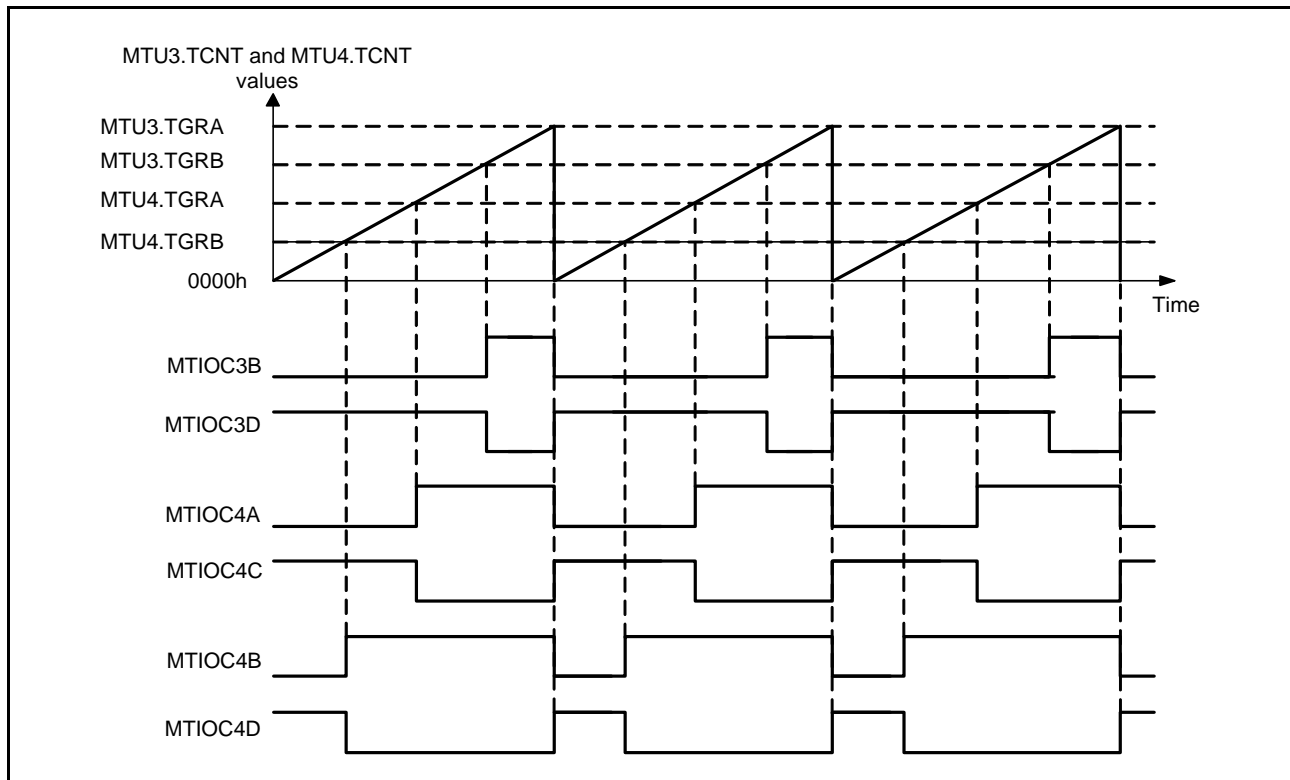 MTU3.TCNT and MTU4.TCNT
values
MTU3.TGRA
MTU3.TGRB
MTU4.TGRA
MTU4.TGRB
0000h
Time
MTIOC3B
MTIOC3D
MTIOC4A
MTIOC4C
MTIOC4B
MTIOC4D